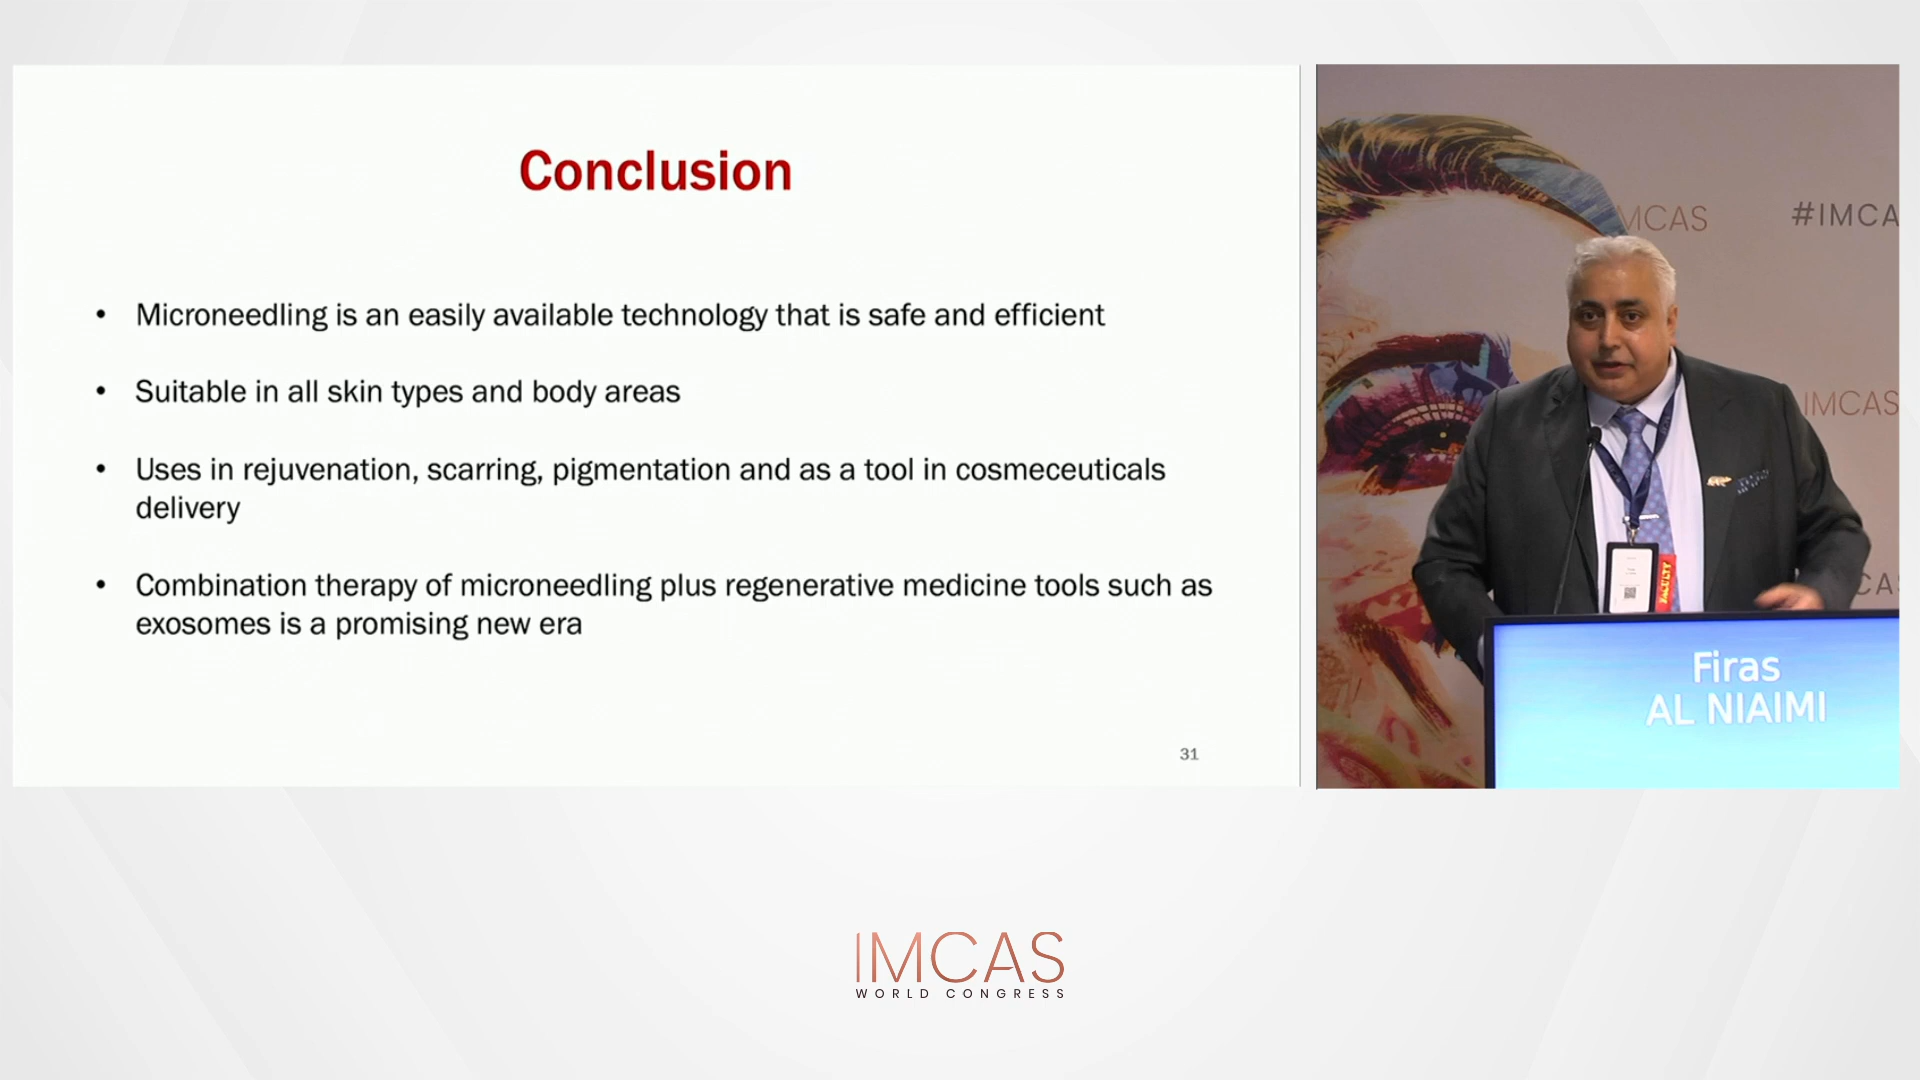 Conclusion
• Microneedling is an easily available technology that is safe and efficient
• Suitable in all skin types and body areas
• Uses in rejuvenation, scarring, pigmentation and as a tool in cosmeceuticals
delivery
• Combination therapy of microneedling plus regenerative medicine tools such as
exosomes is a promising new era
31
MCAS
#IMCA
IMCAS
CAS
FACULTY
Firas
AL NIAIMI
IMCAS
WORLD CONGRESS